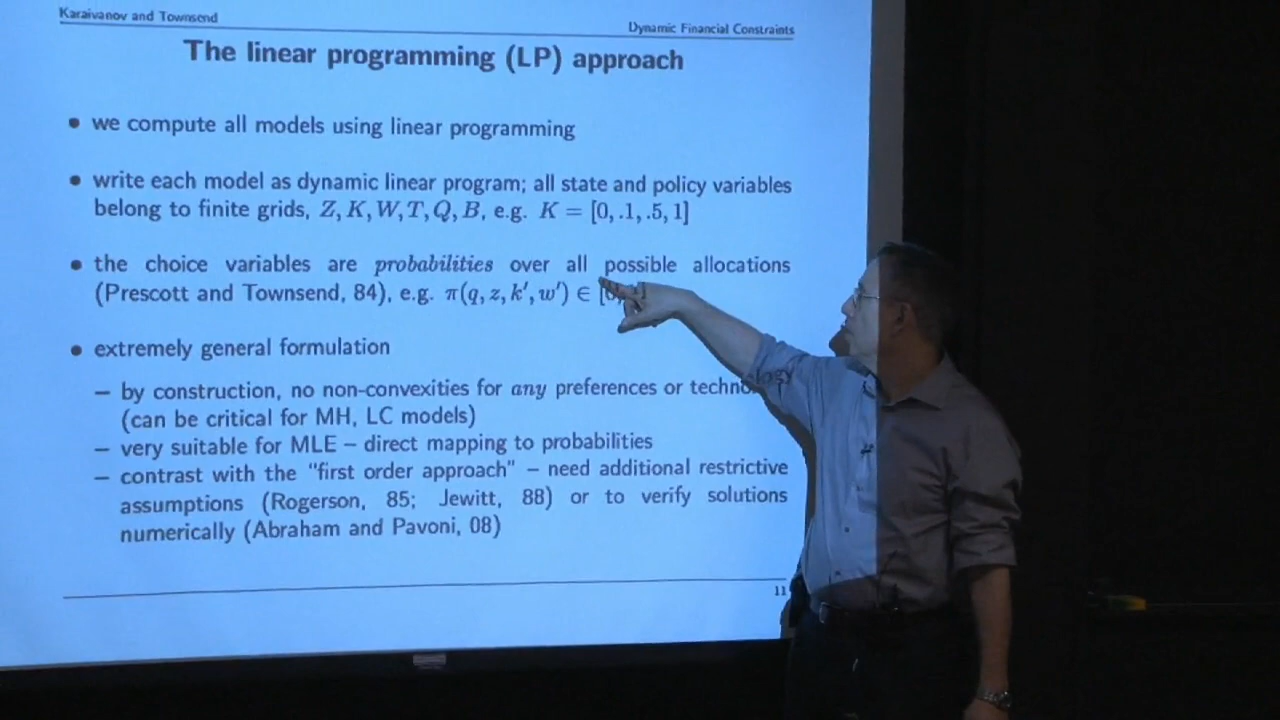 Karaivanov and Townsend
Dynamic Financial Constraints
The linear programming (LP) approach
• we compute all models using linear programming
• write each model as dynamic linear program; all state and policy variables
belong to finite grids, Z, K, W, T, Q, B, e.g. K = [0, .1, .5, 1]
• the choice variables are probabilities over all possible allocations
(Prescott and Townsend, 84), e.g. π(q, z, k′, w′) ∈ [
• extremely general formulation
– by construction, no non-convexities for any preferences or technology
(can be critical for MH, LC models)
– very suitable for MLE – direct mapping to probabilities
– contrast with the "first order approach" – need additional restrictive
assumptions (Rogerson, 85; Jewitt, 88) or to verify solutions
numerically (Abraham and Pavoni, 08)
11